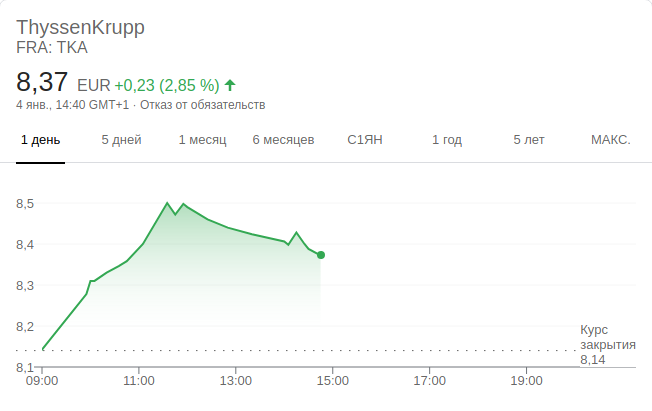 ThyssenKrupp
FRA: TKA
8,37 EUR +0,23 (2,85 %)
4 янв., 14:40 GMT+1 · Отказ от обязательств
1 день 5 дней 1 месяц 6 месяцев С1ЯН 1 год 5 лет МАКС.
8,5
8,4
8,3
8,2
Курс
закрытия
8,14
8,1
09:00 11:00 13:00 15:00 17:00 19:00